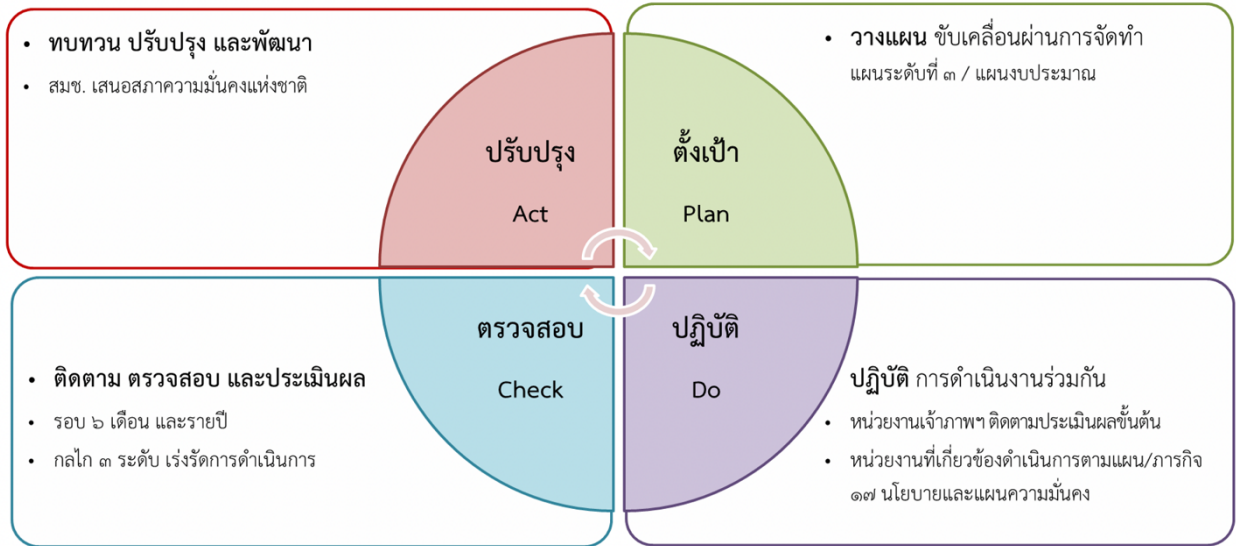 • ทบทวน ปรับปรุง และพัฒนา
• สมช. เสนอสภาความมั่นคงแห่งชาติ
ปรับปรุง
Act
• วางแผน ขับเคลื่อนผ่านการจัดทำ
แผนระดับที่ ๓ / แผนงบประมาณ
ตั้งเป้า
Plan
ตรวจสอบ
Check
• ติดตาม ตรวจสอบ และประเมินผล
• รอบ ๖ เดือน และรายปี
• กลไก ๓ ระดับ เร่งรัดการดำเนินการ
ปฏิบัติ
Do
ปฏิบัติ การดำเนินงานร่วมกัน
• หน่วยงานเจ้าภาพฯ ติดตามประเมินผลขั้นต้น
• หน่วยงานที่เกี่ยวข้องดำเนินการตามแผน/ภารกิจ
๑๗ นโยบายและแผนความมั่นคง